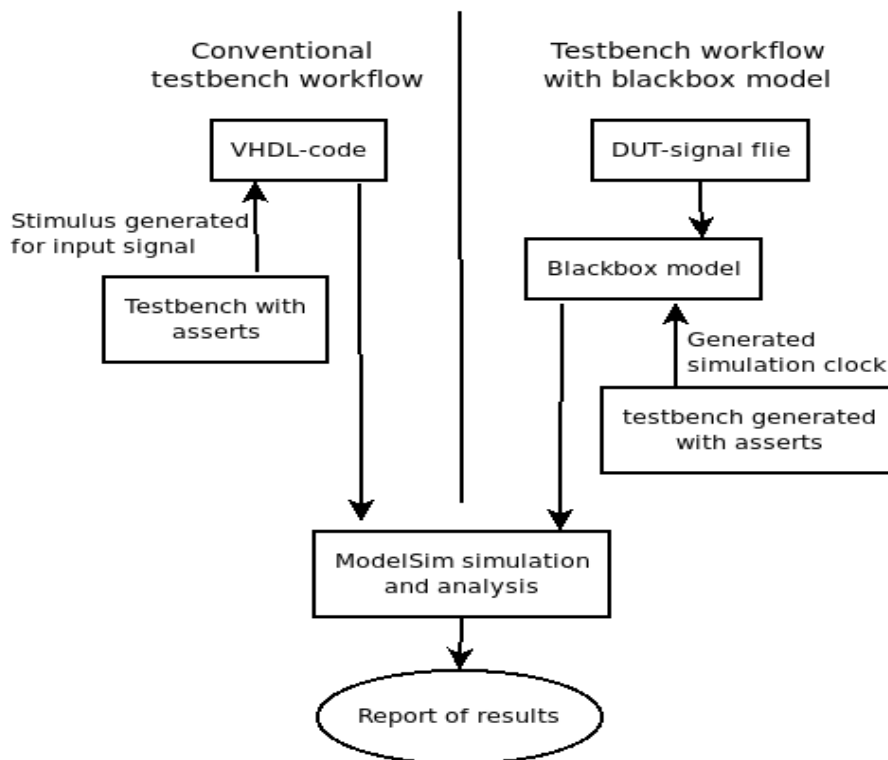 Conventional
testbench workflow
VHDL-code
Stimulus generated
for input signal
Testbench with
asserts
Testbench workflow
with blackbox model
DUT-signal flie
Blackbox model
Generated
simulation clock
testbench generated
with asserts
ModelSim simulation
and analysis
Report of results